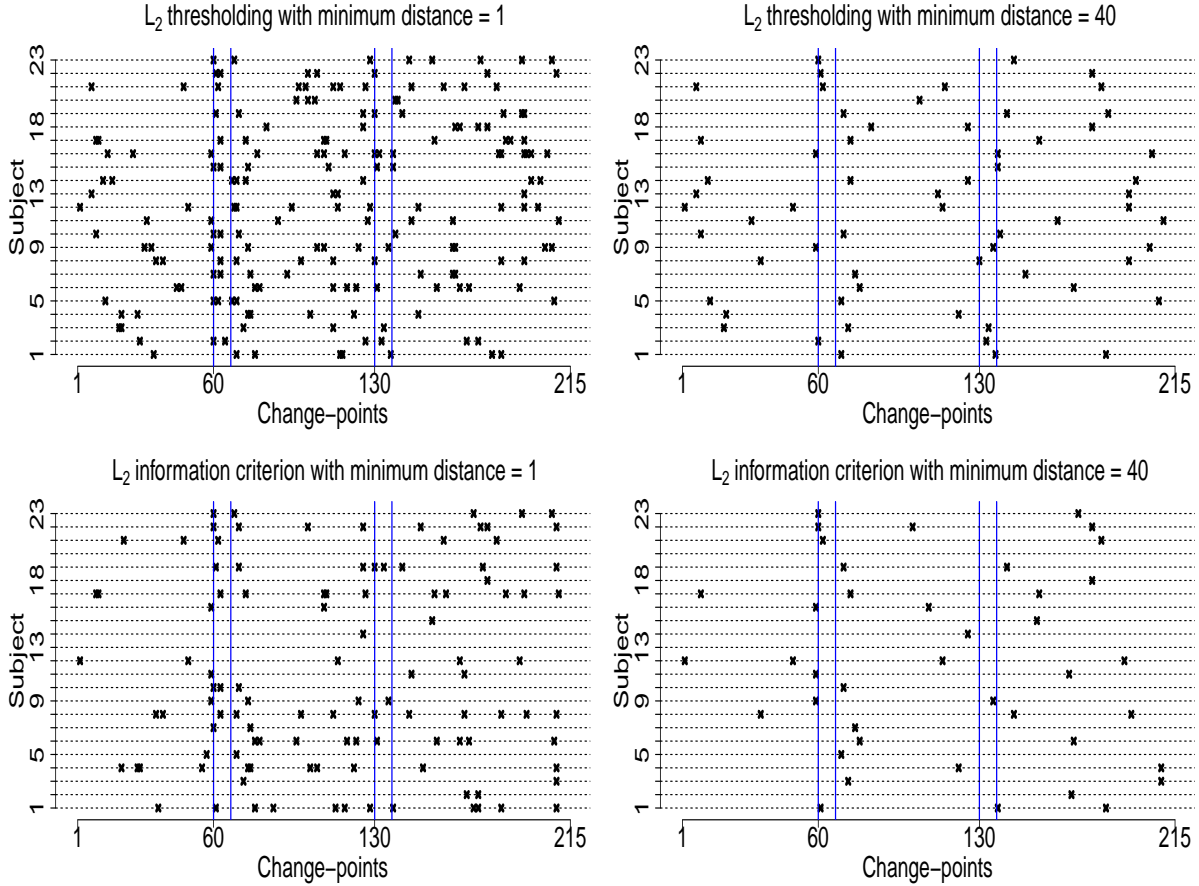 L2 thresholding with minimum distance = 1
Subject
23
18
13
9
5
1
1 60 130 215
Change−points
L2 thresholding with minimum distance = 40
Subject
23
18
13
9
5
1
1 60 130 215
Change−points
L2 information criterion with minimum distance = 1
Subject
23
18
13
9
5
1
1 60 130 215
Change−points
L2 information criterion with minimum distance = 40
Subject
23
18
13
9
5
1
1 60 130 215
Change−points